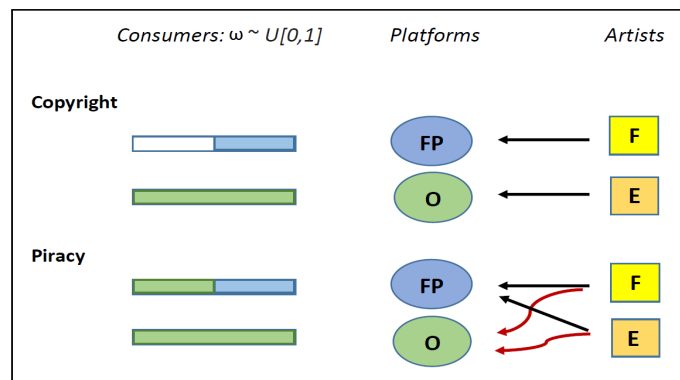 Consumers: ω ~ U[0,1] Platforms Artists
Copyright
FP F
O E
Piracy
FP F
O E